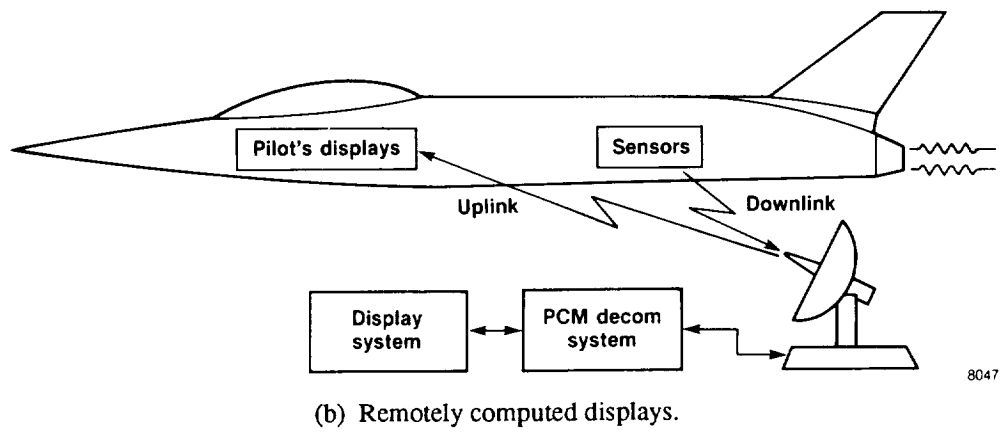 Pilot's displays
Sensors
Uplink
Downlink
Display
system
PCM decom
system
8047
(b) Remotely computed displays.